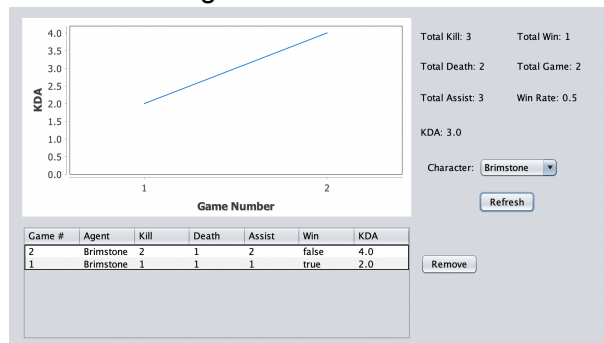 4.0
3.5
3.0
2.5
2.0
1.5
1.0
0.5
0.0
KDA
1 2
Game Number
Total Kill: 3 Total Win: 1
Total Death: 2 Total Game: 2
Total Assist: 3 Win Rate: 0.5
KDA: 3.0
Character: Brimstone
Refresh
Game # Agent Kill Death Assist Win KDA
2 Brimstone 2 1 2 false 4.0
1 Brimstone 1 1 1 true 2.0
Remove